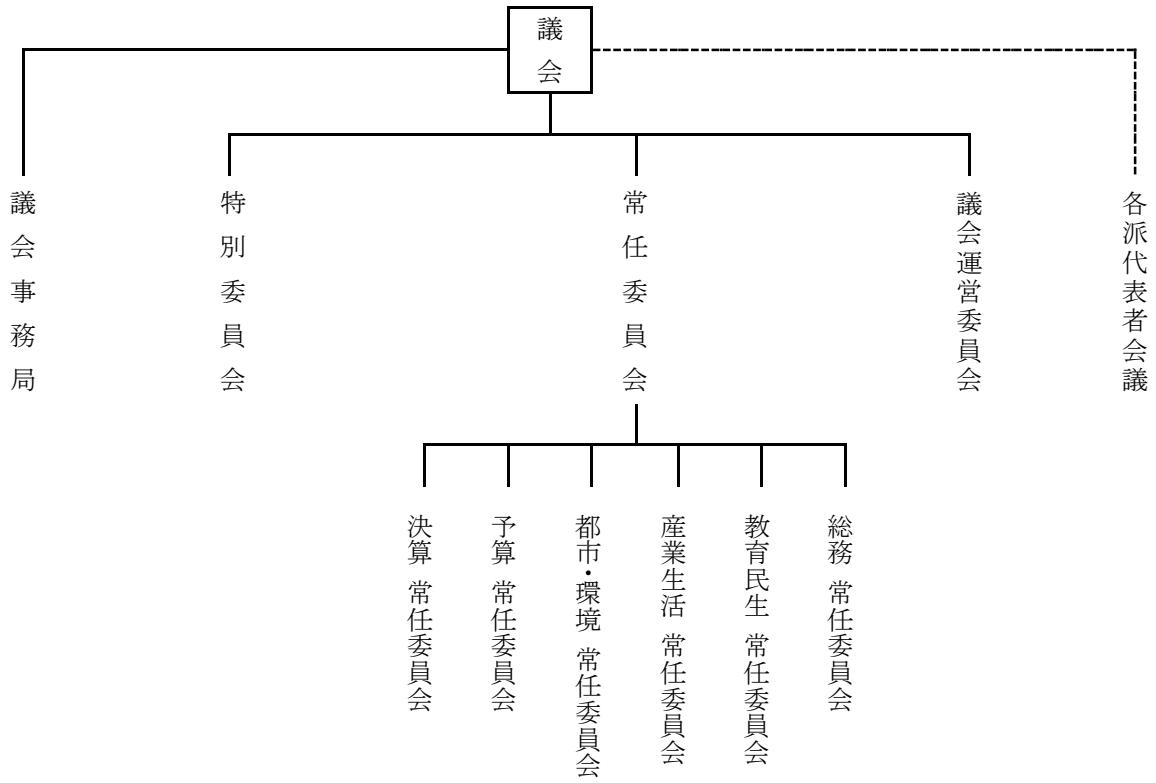 議会
各派代表者会議
議会運営委員会
常任委員会
特別委員会
議会事務局
総務 常任委員会
教育民生 常任委員会
産業生活 常任委員会
都市・環境 常任委員会
予算 常任委員会
決算 常任委員会